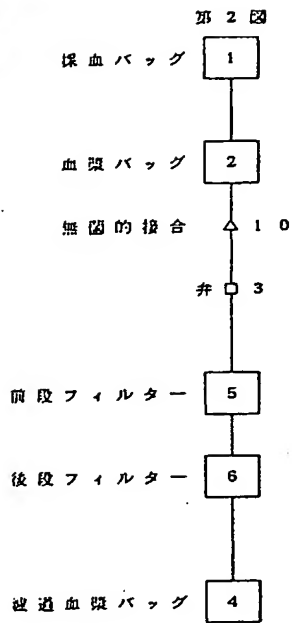 第2図
採血バッグ 1
血漿バッグ 2
無菌的接合 10
弁 3
前段フィルター 5
後段フィルター 6
濾過血漿バッグ 4